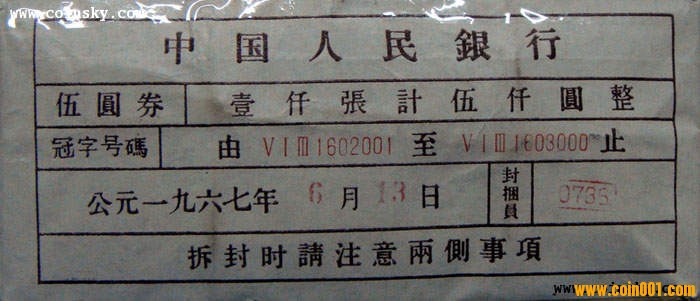 www.coinsky.com
中国人民銀行
伍圓券 壹仟張計伍仟圓整
冠字号碼 由 VIⅢ1602001 至 VIⅢ1603000 止
公元一九六七年 6月13日 封捆員
拆封时請注意兩側事項
www.coin001.com